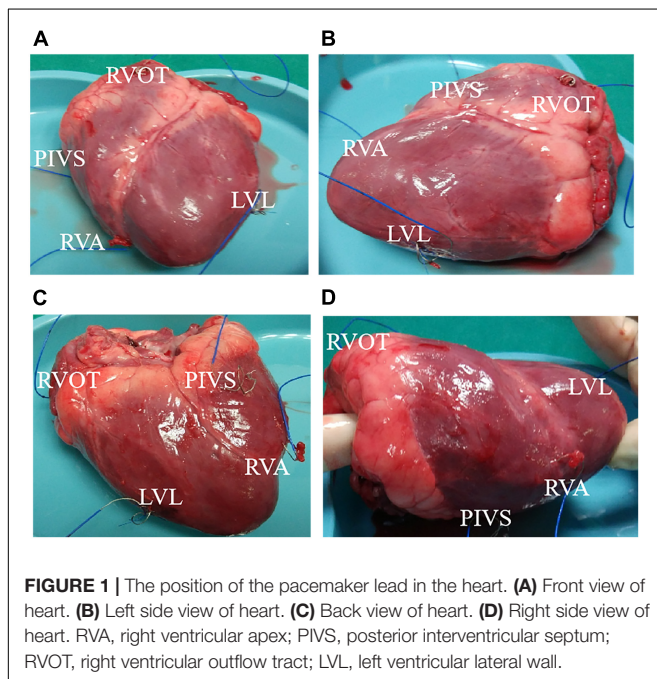 A
RVOT
PIVS
LVL
RVA
B
PIVS
RVOT
RVA
LVL
C
RVOT
PIVS
RVA
LVL
D
RVOT
LVL
RVA
PIVS
FIGURE 1 | The position of the pacemaker lead in the heart. (A) Front view of
heart. (B) Left side view of heart. (C) Back view of heart. (D) Right side view of
heart. RVA, right ventricular apex; PIVS, posterior interventricular septum;
RVOT, right ventricular outflow tract; LVL, left ventricular lateral wall.